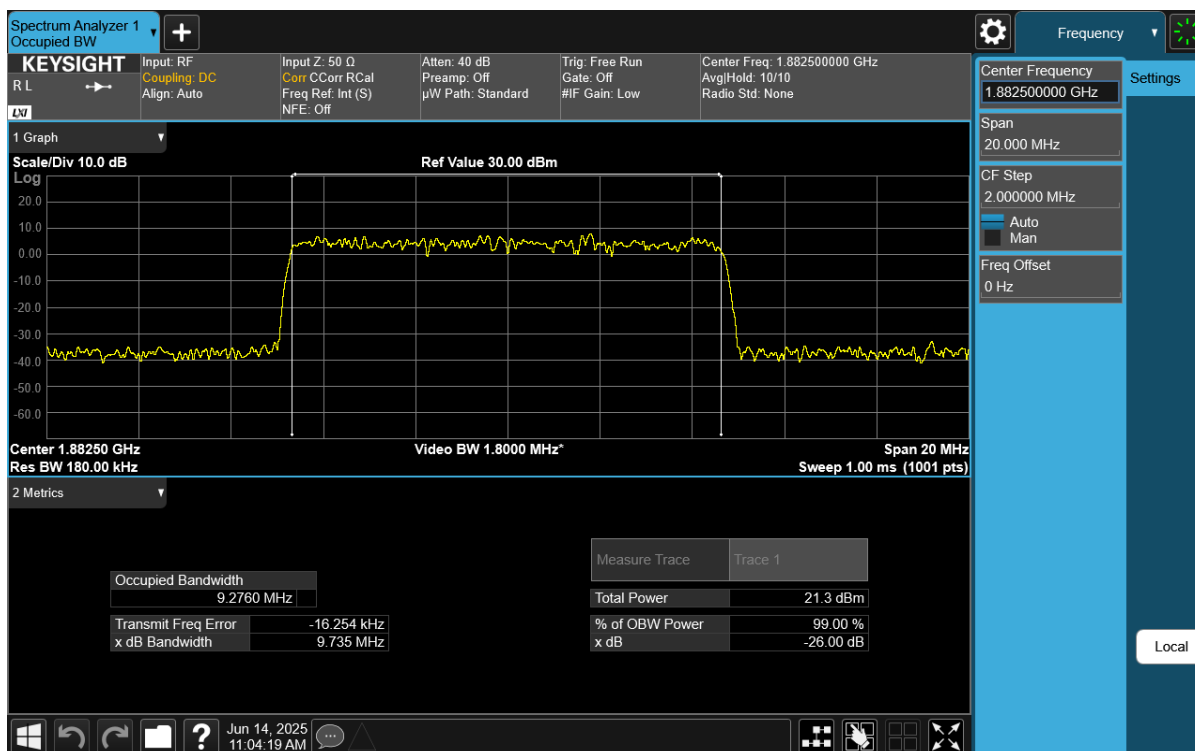 Spectrum Analyzer 1
Occupied BW
Frequency
KEYSIGHT
R L
LXI
Input: RF
Coupling: DC
Align: Auto
Input Z: 50 Ω
Corr CCorr RCal
Freq Ref: Int (S)
NFE: Off
Atten: 40 dB
Preamp: Off
µW Path: Standard
Trig: Free Run
Gate: Off
#IF Gain: Low
Center Freq: 1.882500000 GHz
Avg|Hold: 10/10
Radio Std: None
Center Frequency
1.882500000 GHz
Settings
Span
20.000 MHz
CF Step
2.000000 MHz
Auto
Man
Freq Offset
0 Hz
Local
1 Graph
Scale/Div 10.0 dB
Ref Value 30.00 dBm
Log
20.0
10.0
0.00
-10.0
-20.0
-30.0
-40.0
-50.0
-60.0
Center 1.88250 GHz
Video BW 1.8000 MHz*
Span 20 MHz
Res BW 180.00 kHz
Sweep 1.00 ms (1001 pts)
2 Metrics
Measure Trace
Trace 1
Occupied Bandwidth
9.2760 MHz
Total Power
21.3 dBm
Transmit Freq Error
-16.254 kHz
% of OBW Power
99.00 %
x dB Bandwidth
9.735 MHz
x dB
-26.00 dB
Jun 14, 2025
11:04:19 AM